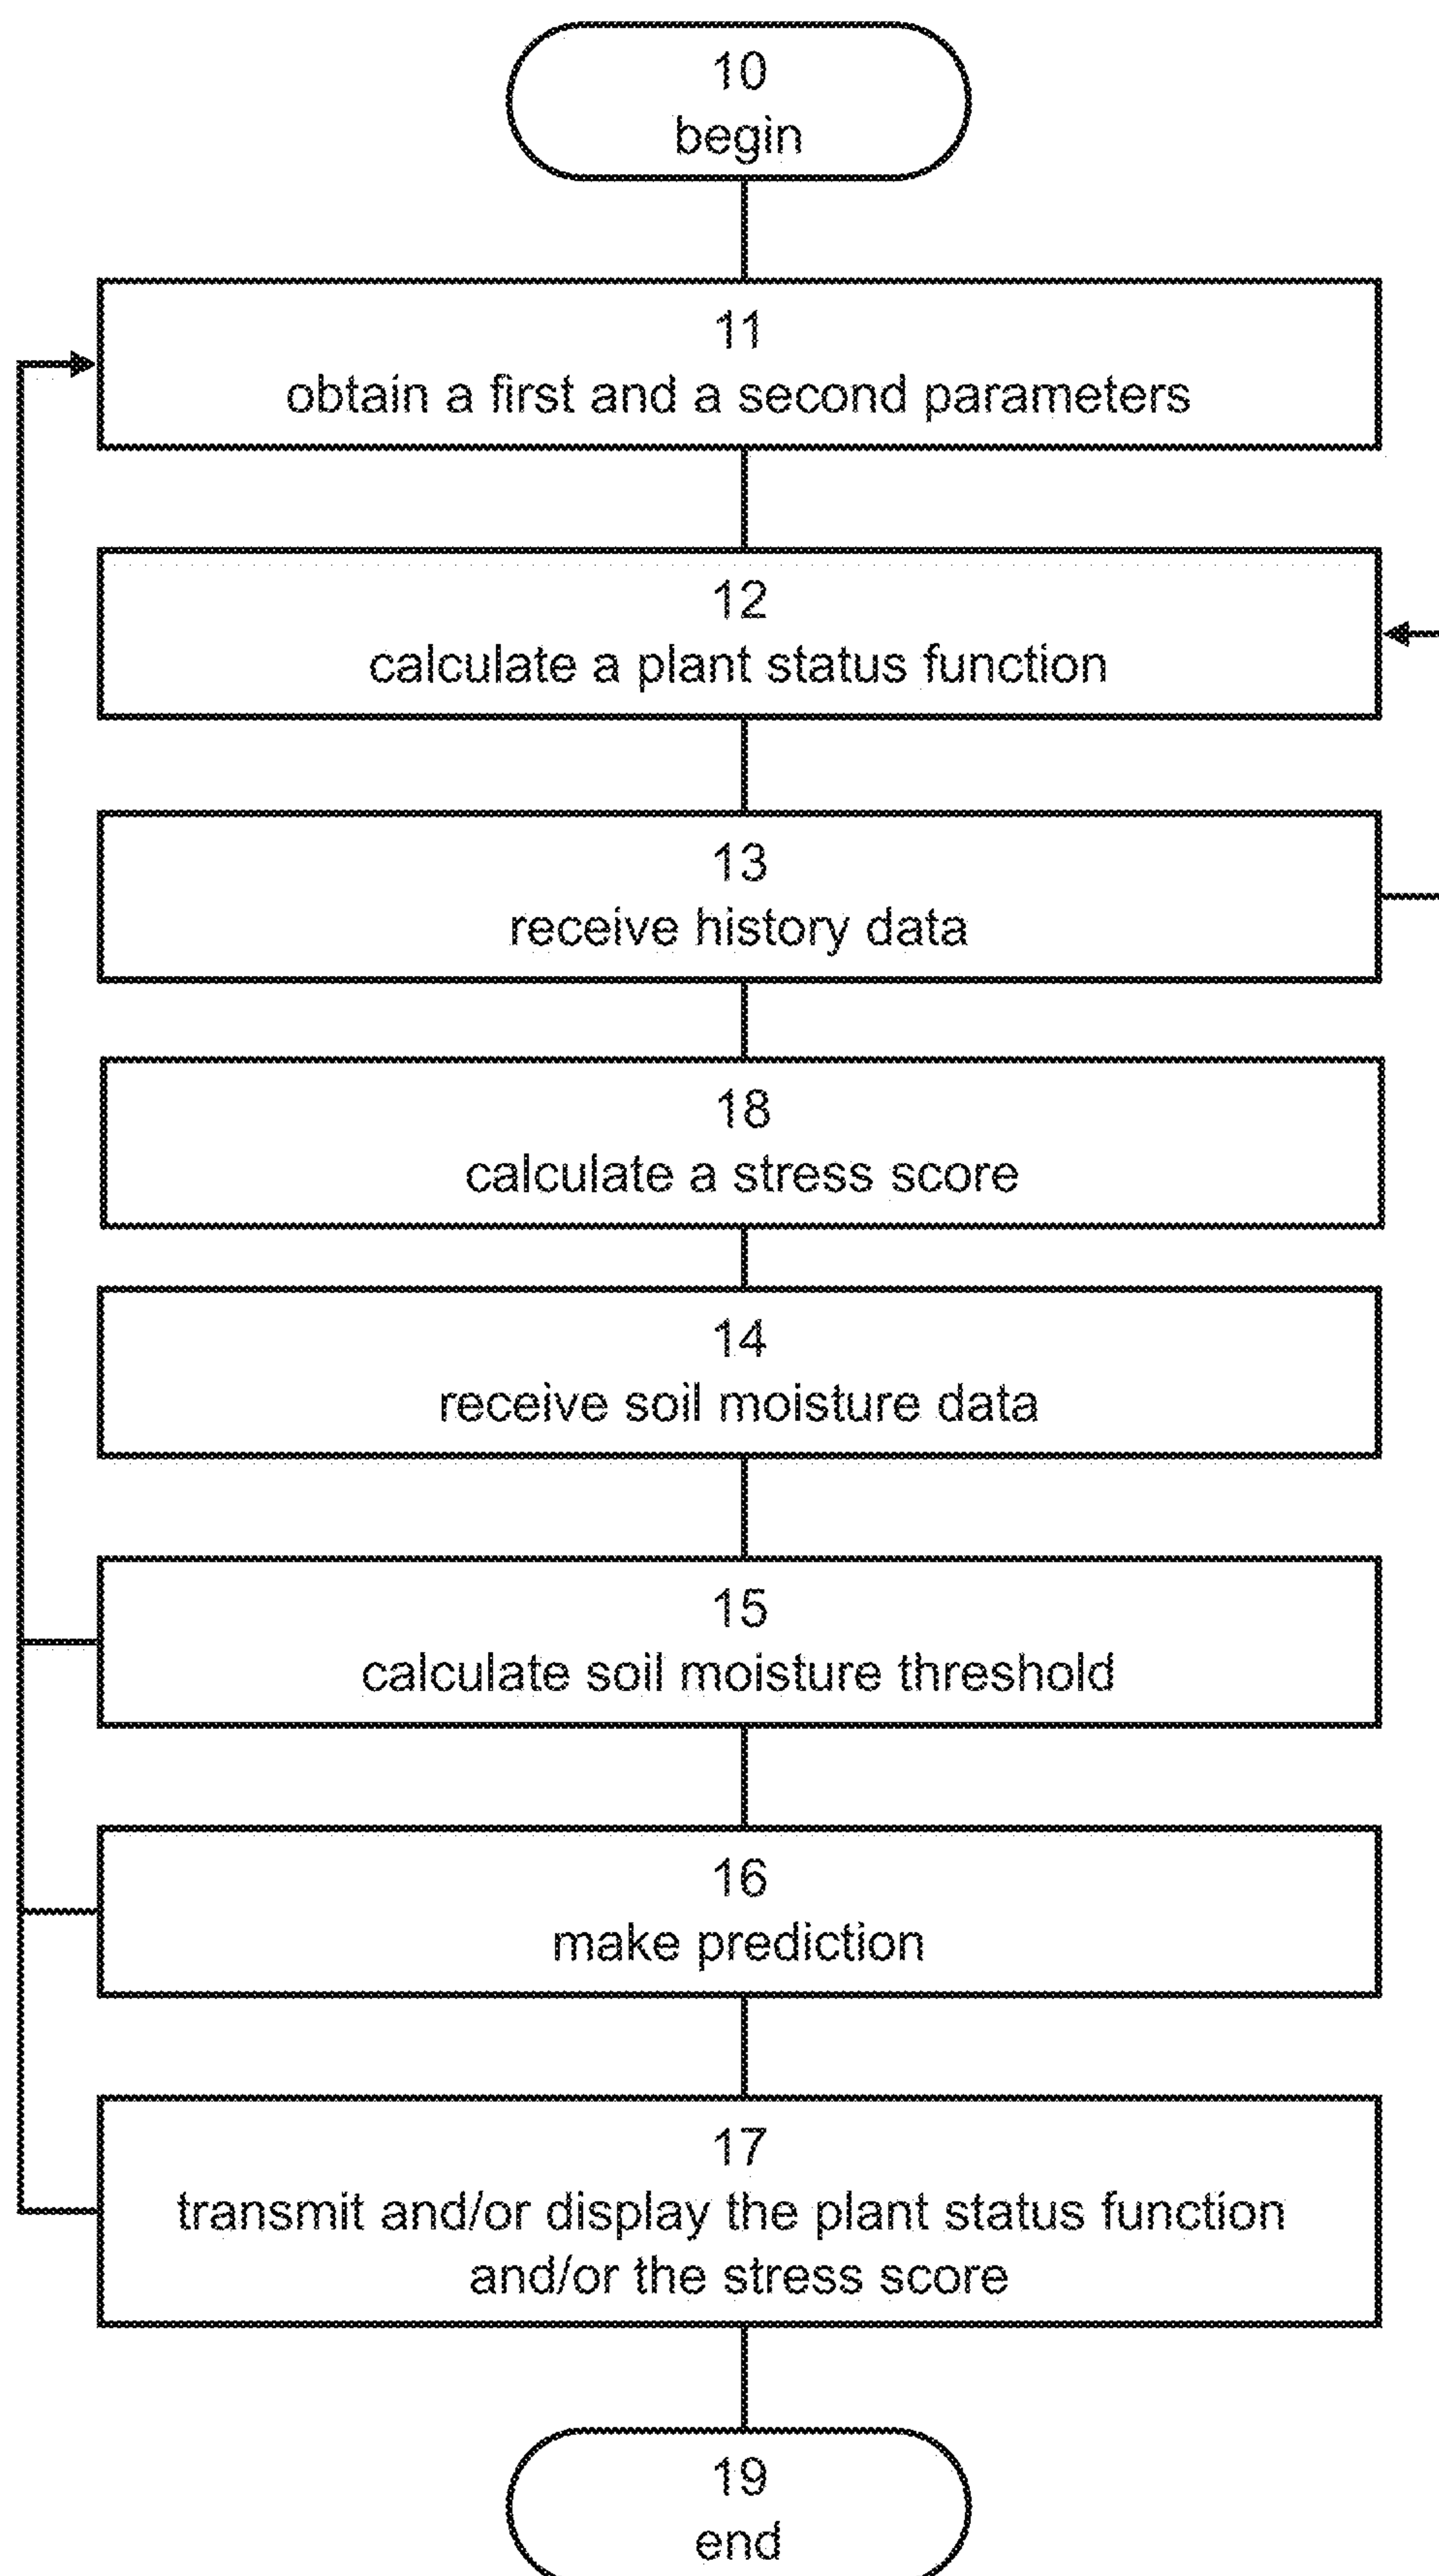 10
begin
11
obtain a first and a second parameters
12
calculate a plant status function
13
receive history data
18
calculate a stress score
14
receive soil moisture data
15
calculate soil moisture threshold
16
make prediction
17
transmit and/or display the plant status function
and/or the stress score
19
end